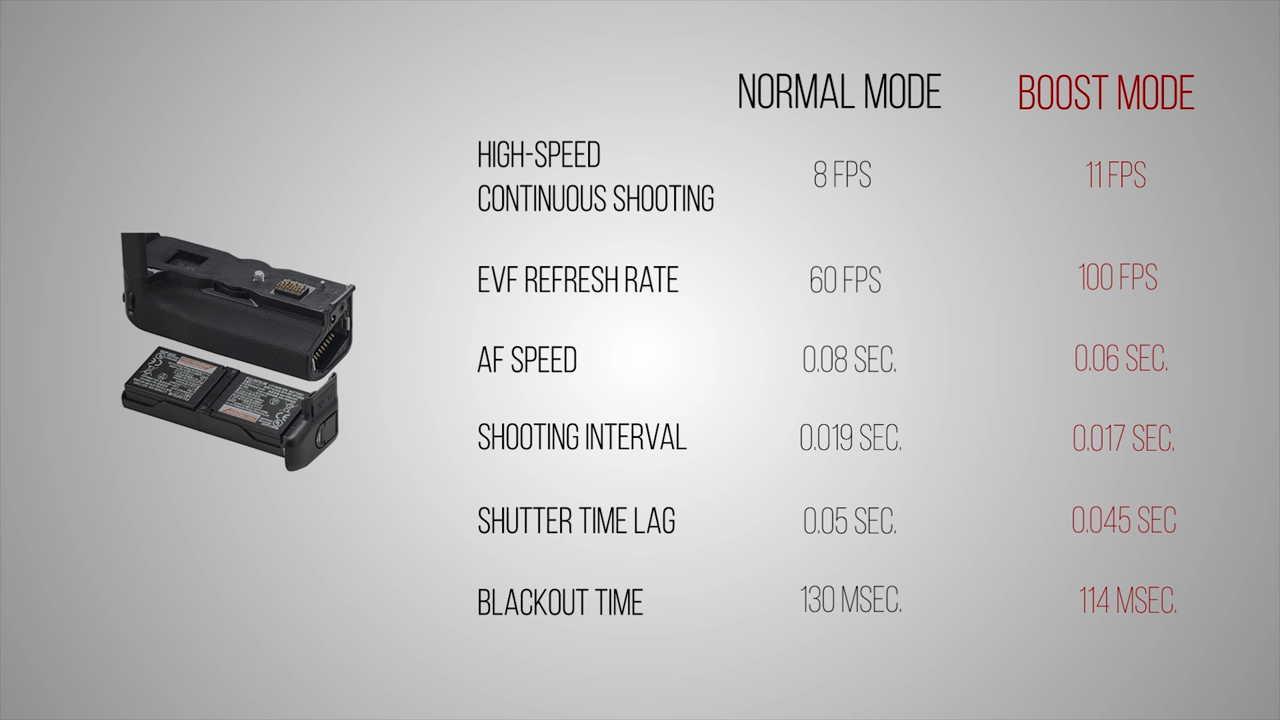 NORMAL MODE BOOST MODE
HIGH-SPEED
CONTINUOUS SHOOTING 8 FPS 11 FPS
EVF REFRESH RATE 60 FPS 100 FPS
AF SPEED 0.08 SEC. 0.06 SEC.
SHOOTING INTERVAL 0.019 SEC. 0.017 SEC.
SHUTTER TIME LAG 0.05 SEC. 0.045 SEC
BLACKOUT TIME 130 MSEC. 114 MSEC.